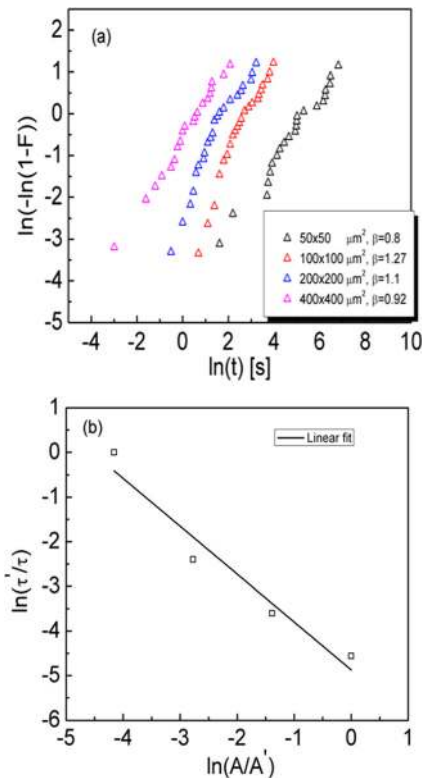 (a)
ln(-ln(1-F))
2
1
0
-1
-2
-3
-4
-5
50x50 μm², β=0.8
100x100 μm², β=1.27
200x200 μm², β=1.1
400x400 μm², β=0.92
-4 -2 0 2 4 6 8 10
ln(t) [s]
(b)
Linear fit
ln(τ'/τ)
1
0
-1
-2
-3
-4
-5
-6
-5 -4 -3 -2 -1 0 1
ln(A/A')